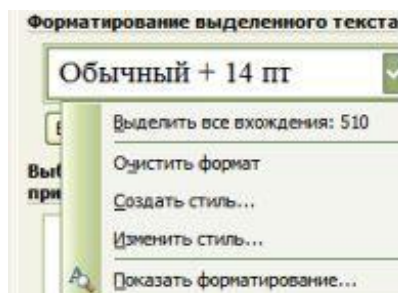 Форматирование выделенного текста
Обычный + 14 пт
Выделить все вхождения: 510
Очистить формат
Создать стиль...
Изменить стиль...
Показать форматирование...